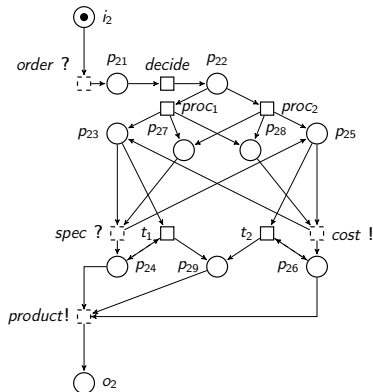 i₂
p₂₁ decide p₂₂
order ?
proc₁ proc₂
p₂₃ p₂₇ p₂₈ p₂₅
spec ? t₁ t₂ cost !
p₂₄ p₂₉ p₂₆
product!
o₂